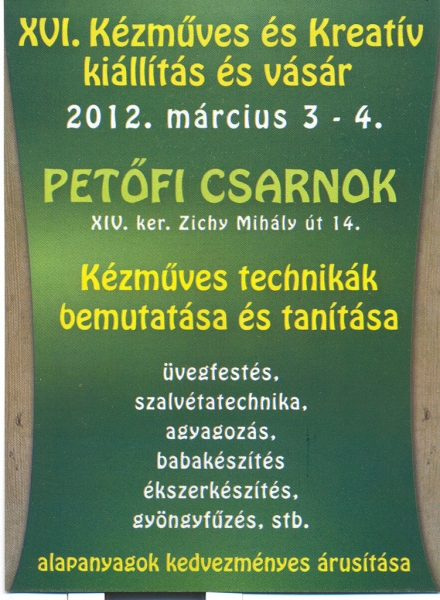 XVI. Kézműves és Kreatív
kiállítás és vásár
2012. március 3 - 4.
PETŐFI CSARNOK
XIV. ker. Zichy Mihály út 14.
Kézműves technikák
bemutatása és tanítása
üvegfestés,
szalvétatechnika,
agyagozás,
babakészítés
ékszerkészítés,
gyöngyfűzés, stb.
alapanyagok kedvezményes árusítása